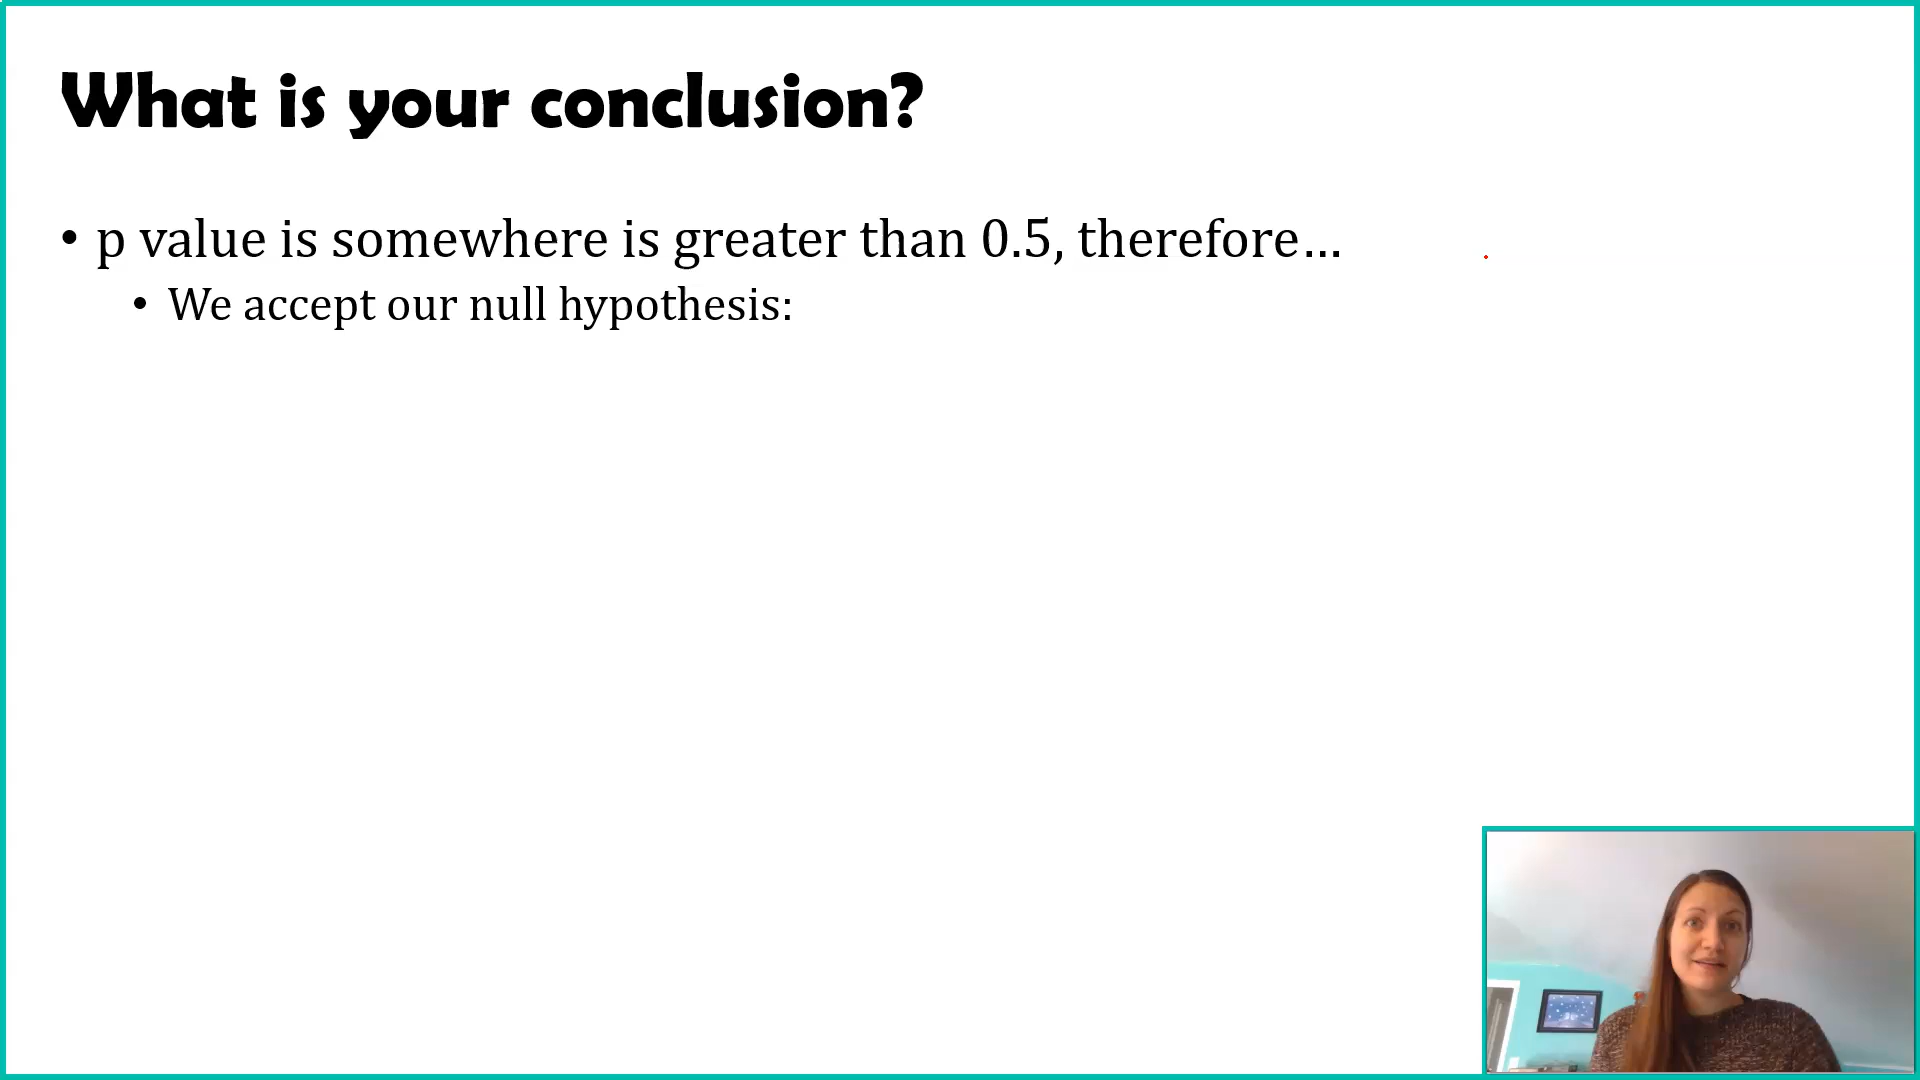 What is your conclusion?
• p value is somewhere is greater than 0.5, therefore…
• We accept our null hypothesis: